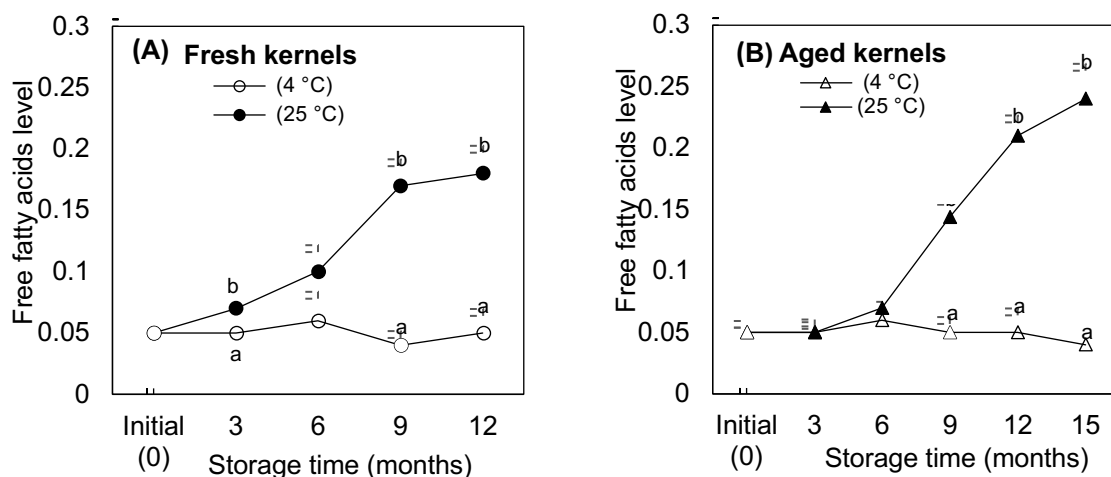 (A) Fresh kernels
(4 °C)
(25 °C)
Free fatty acids level
0.3
0.25
0.2
0.15
0.1
0.05
0
b
b
b
a
a
a
Initial
(0)
3
6
9
12
Storage time (months)
(B) Aged kernels
(4 °C)
(25 °C)
Free fatty acids level
0.3
0.25
0.2
0.15
0.1
0.05
0
b
b
a
a
a
Initial
(0)
3
6
9
12
15
Storage time (months)